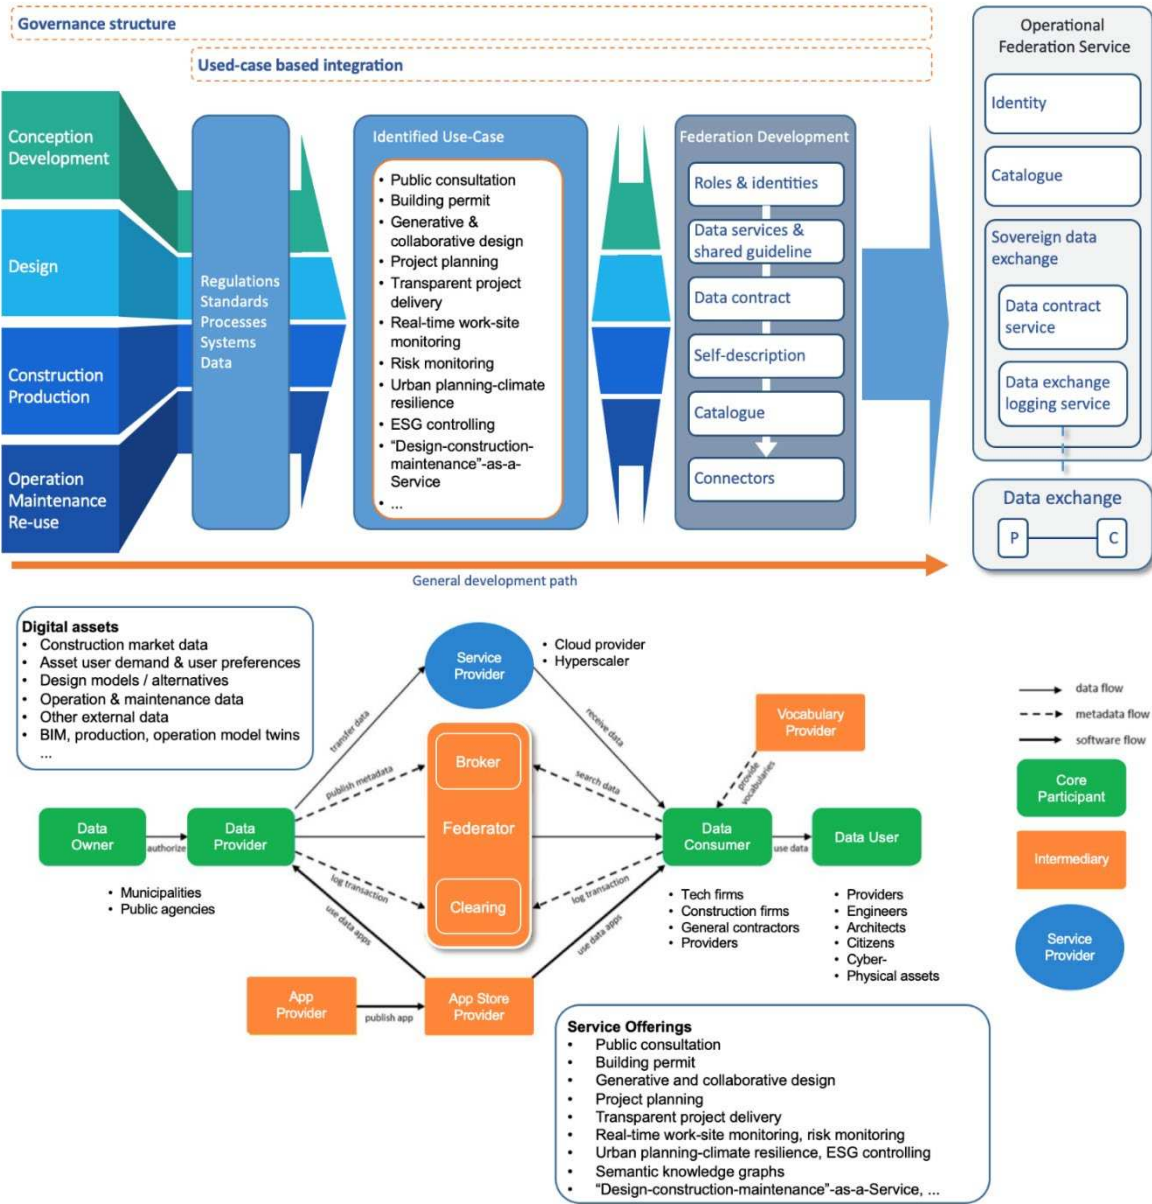 Governance structure
Used-case based integration
Conception
Development
Design
Construction
Production
Operation
Maintenance
Re-use
Regulations
Standards
Processes
Systems
Data
Identified Use-Case
• Public consultation
• Building permit
• Generative &
collaborative design
• Project planning
• Transparent project
delivery
• Real-time work-site
monitoring
• Risk monitoring
• Urban planning-climate
resilience
• ESG controlling
• “Design-construction-
maintenance”-as-a-
Service
• ...
Federation Development
Roles & identities
Data services &
shared guideline
Data contract
Self-description
Catalogue
Connectors
Operational
Federation Service
Identity
Catalogue
Sovereign data
exchange
Data contract
service
Data exchange
logging service
Data exchange
P
C
General development path
Digital assets
• Construction market data
• Asset user demand & user preferences
• Design models / alternatives
• Operation & maintenance data
• Other external data
• BIM, production, operation model twins
...
Service
Provider
• Cloud provider
• Hyperscaler
transfer data
receive data
publish metadata
search data
Broker
Federator
Clearing
Vocabulary
Provider
provide
vocabularies
Data
Owner
authorize
Data
Provider
Data
Consumer
use data
Data User
log transaction
log transaction
use data apps
use data apps
• Municipalities
• Public agencies
• Tech firms
• Construction firms
• General contractors
• Providers
• Providers
• Engineers
• Architects
• Citizens
• Cyber-
• Physical assets
App
Provider
publish app
App Store
Provider
data flow
metadata flow
software flow
Core
Participant
Intermediary
Service
Provider
Service Offerings
• Public consultation
• Building permit
• Generative and collaborative design
• Project planning
• Transparent project delivery
• Real-time work-site monitoring, risk monitoring
• Urban planning-climate resilience, ESG controlling
• Semantic knowledge graphs
• “Design-construction-maintenance”-as-a-Service, ...